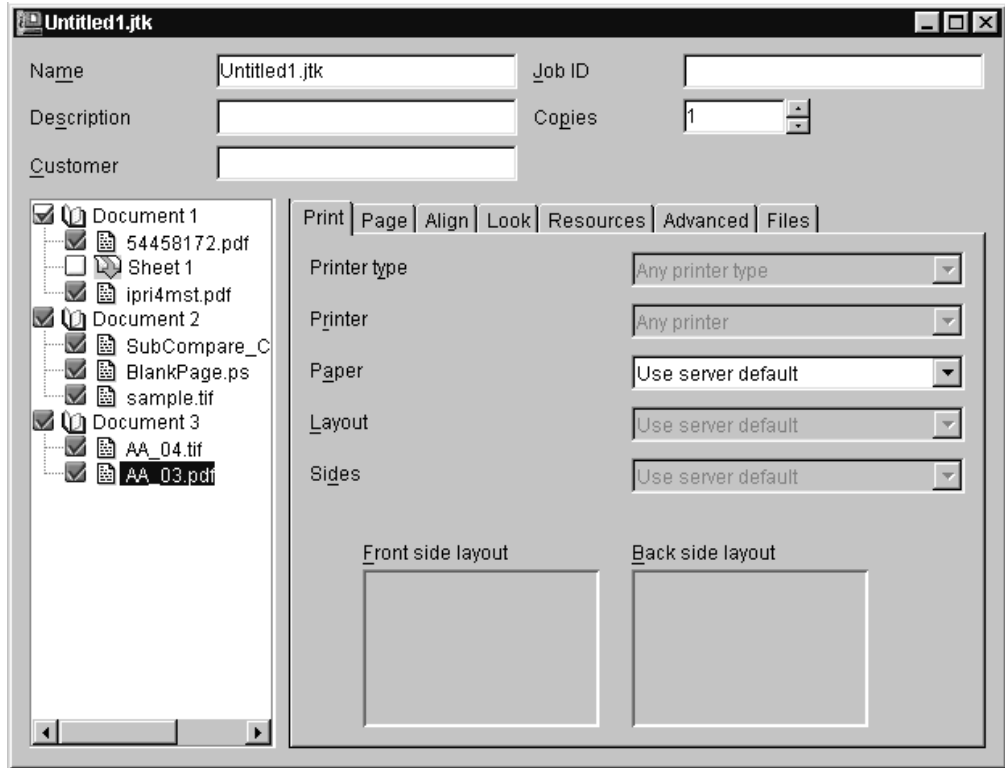 Untitled1.jtk
Name Untitled1.jtk Job ID
Description Copies 1
Customer
Document 1
54458172.pdf
Sheet 1
ipri4mst.pdf
Document 2
SubCompare_C
BlankPage.ps
sample.tif
Document 3
AA_04.tif
AA_03.pdf
Print Page Align Look Resources Advanced Files
Printer type Any printer type
Printer Any printer
Paper Use server default
Layout Use server default
Sides Use server default
Front side layout Back side layout